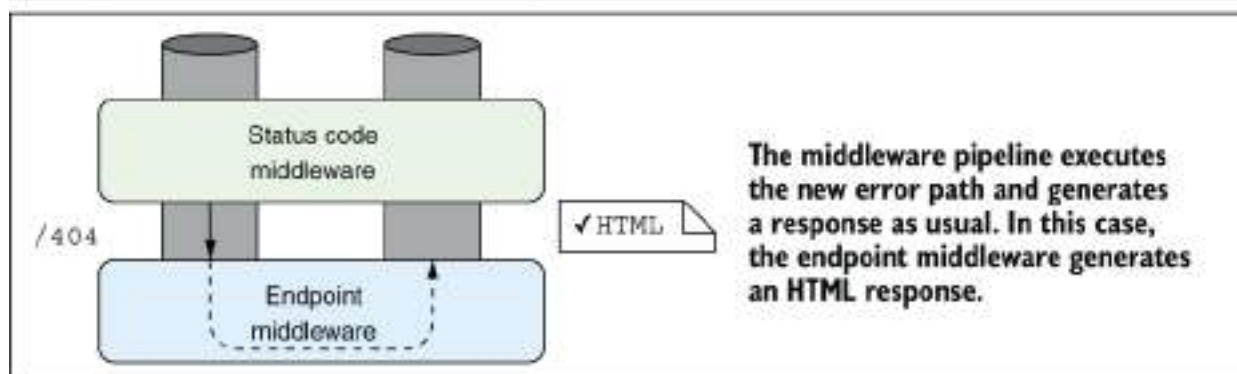 Status code
middleware
/404
✓HTML
Endpoint
middleware
The middleware pipeline executes
the new error path and generates
a response as usual. In this case,
the endpoint middleware generates
an HTML response.